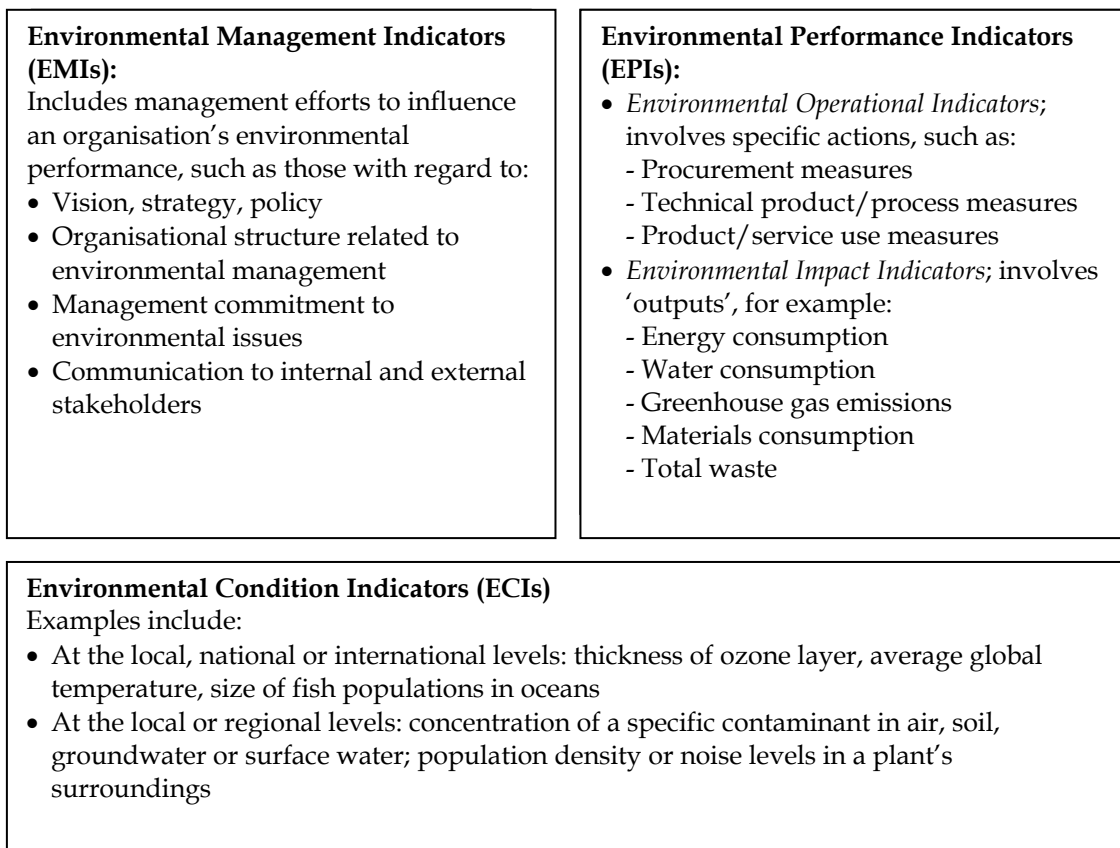 Environmental Management Indicators
(EMIs):
Includes management efforts to influence
an organisation’s environmental
performance, such as those with regard to:
• Vision, strategy, policy
• Organisational structure related to
environmental management
• Management commitment to
environmental issues
• Communication to internal and external
stakeholders
Environmental Performance Indicators
(EPIs):
• Environmental Operational Indicators;
involves specific actions, such as:
- Procurement measures
- Technical product/process measures
- Product/service use measures
• Environmental Impact Indicators; involves
‘outputs’, for example:
- Energy consumption
- Water consumption
- Greenhouse gas emissions
- Materials consumption
- Total waste
Environmental Condition Indicators (ECIs)
Examples include:
• At the local, national or international levels: thickness of ozone layer, average global
temperature, size of fish populations in oceans
• At the local or regional levels: concentration of a specific contaminant in air, soil,
groundwater or surface water; population density or noise levels in a plant’s
surroundings